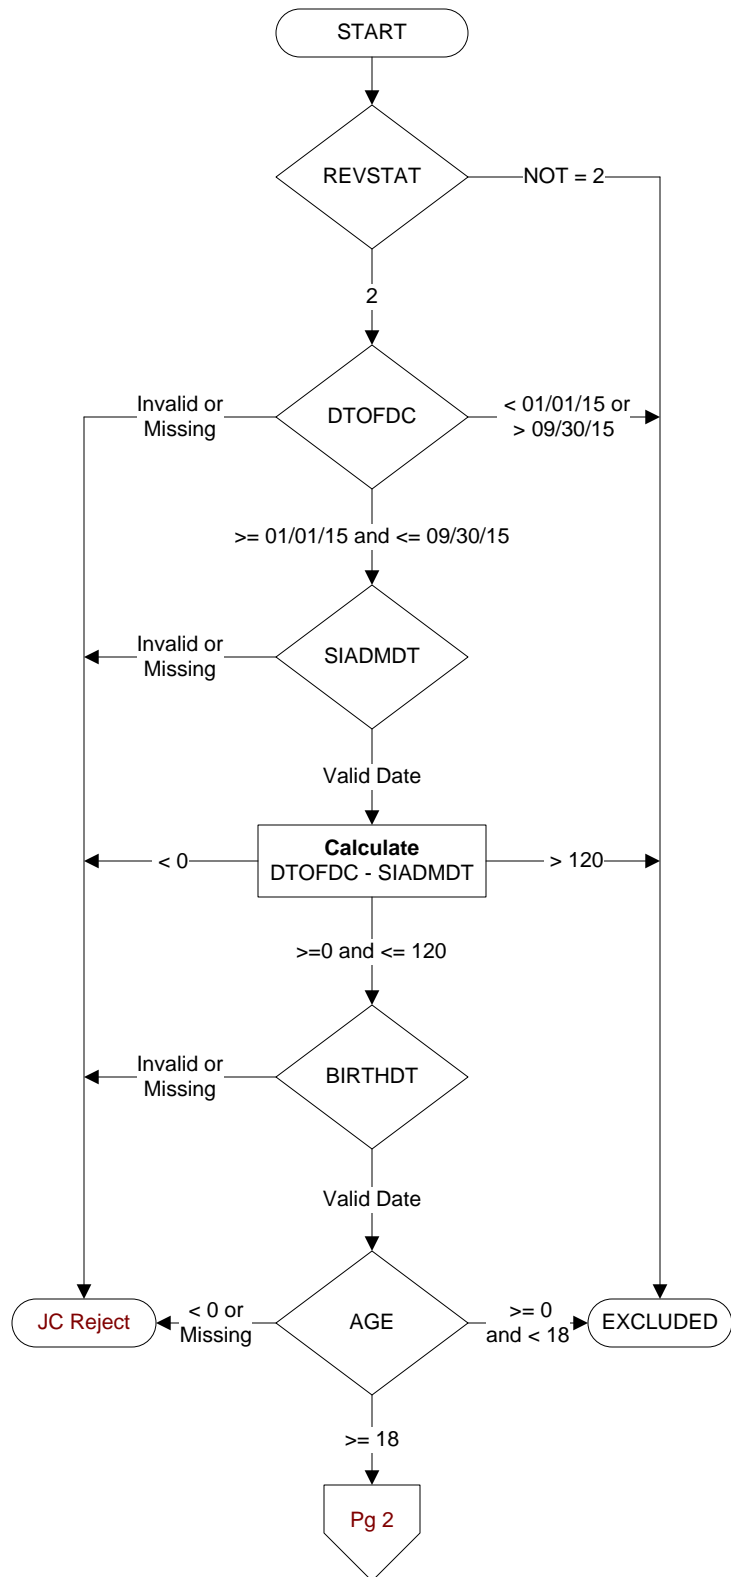 START
REVSTAT
NOT = 2
2
Invalid or
Missing
DTOFDC
< 01/01/15 or
> 09/30/15
>= 01/01/15 and <= 09/30/15
Invalid or
Missing
SIADMDT
Valid Date
< 0
Calculate
DTOFDC - SIADMDT
> 120
>=0 and <= 120
Invalid or
Missing
BIRTHDT
Valid Date
JC Reject
< 0 or
Missing
AGE
>= 0
and < 18
EXCLUDED
>= 18
Pg 2